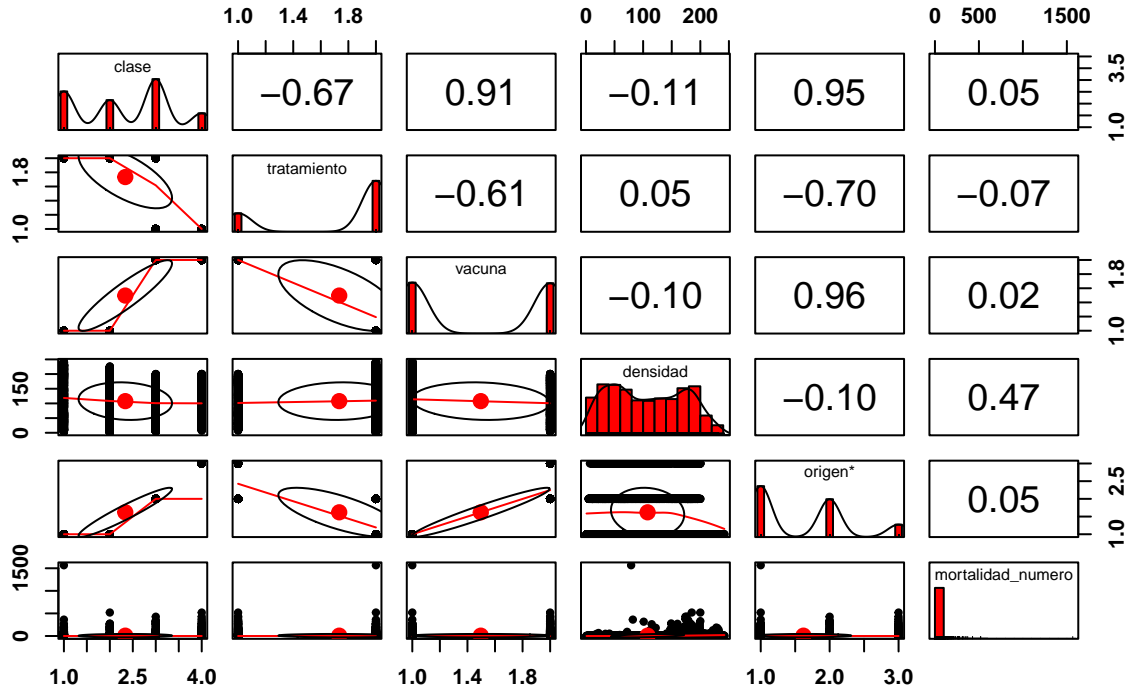 1.0 1.4 1.8 0 50 150 0 500 1500
clase −0.67 0.91 −0.11 0.95 0.05 1.0 3.5
1.0 1.8 tratamiento −0.61 0.05 −0.70 −0.07
vacuna −0.10 0.96 0.02 1.0 1.8
0 150 densidad −0.10 0.47
origen* 0.05 1.0 2.5
0 1500 mortalidad_numero
1.0 2.5 4.0 1.0 1.4 1.8 1.0 2.0 3.0